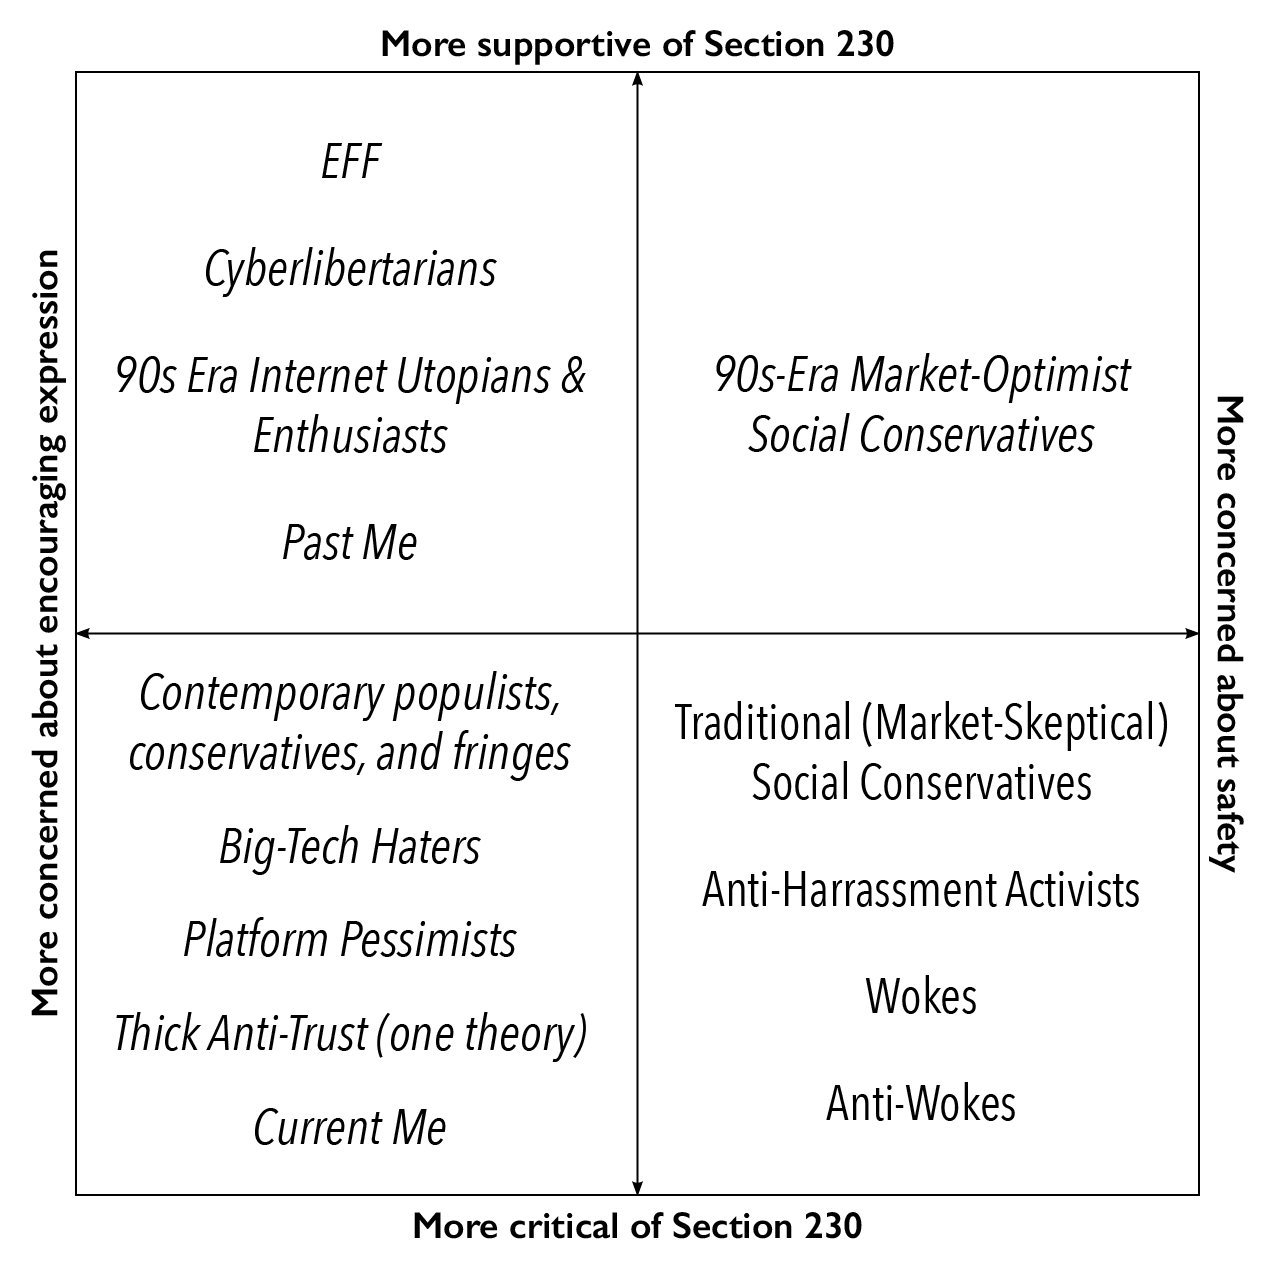 More supportive of Section 230
EFF
Cyberlibertarians
90s Era Internet Utopians &
Enthusiasts
Past Me
90s-Era Market-Optimist
Social Conservatives
More concerned about encouraging expression
More concerned about safety
Contemporary populists,
conservatives, and fringes
Big-Tech Haters
Platform Pessimists
Thick Anti-Trust (one theory)
Current Me
Traditional (Market-Skeptical)
Social Conservatives
Anti-Harrassment Activists
Wokes
Anti-Wokes
More critical of Section 230